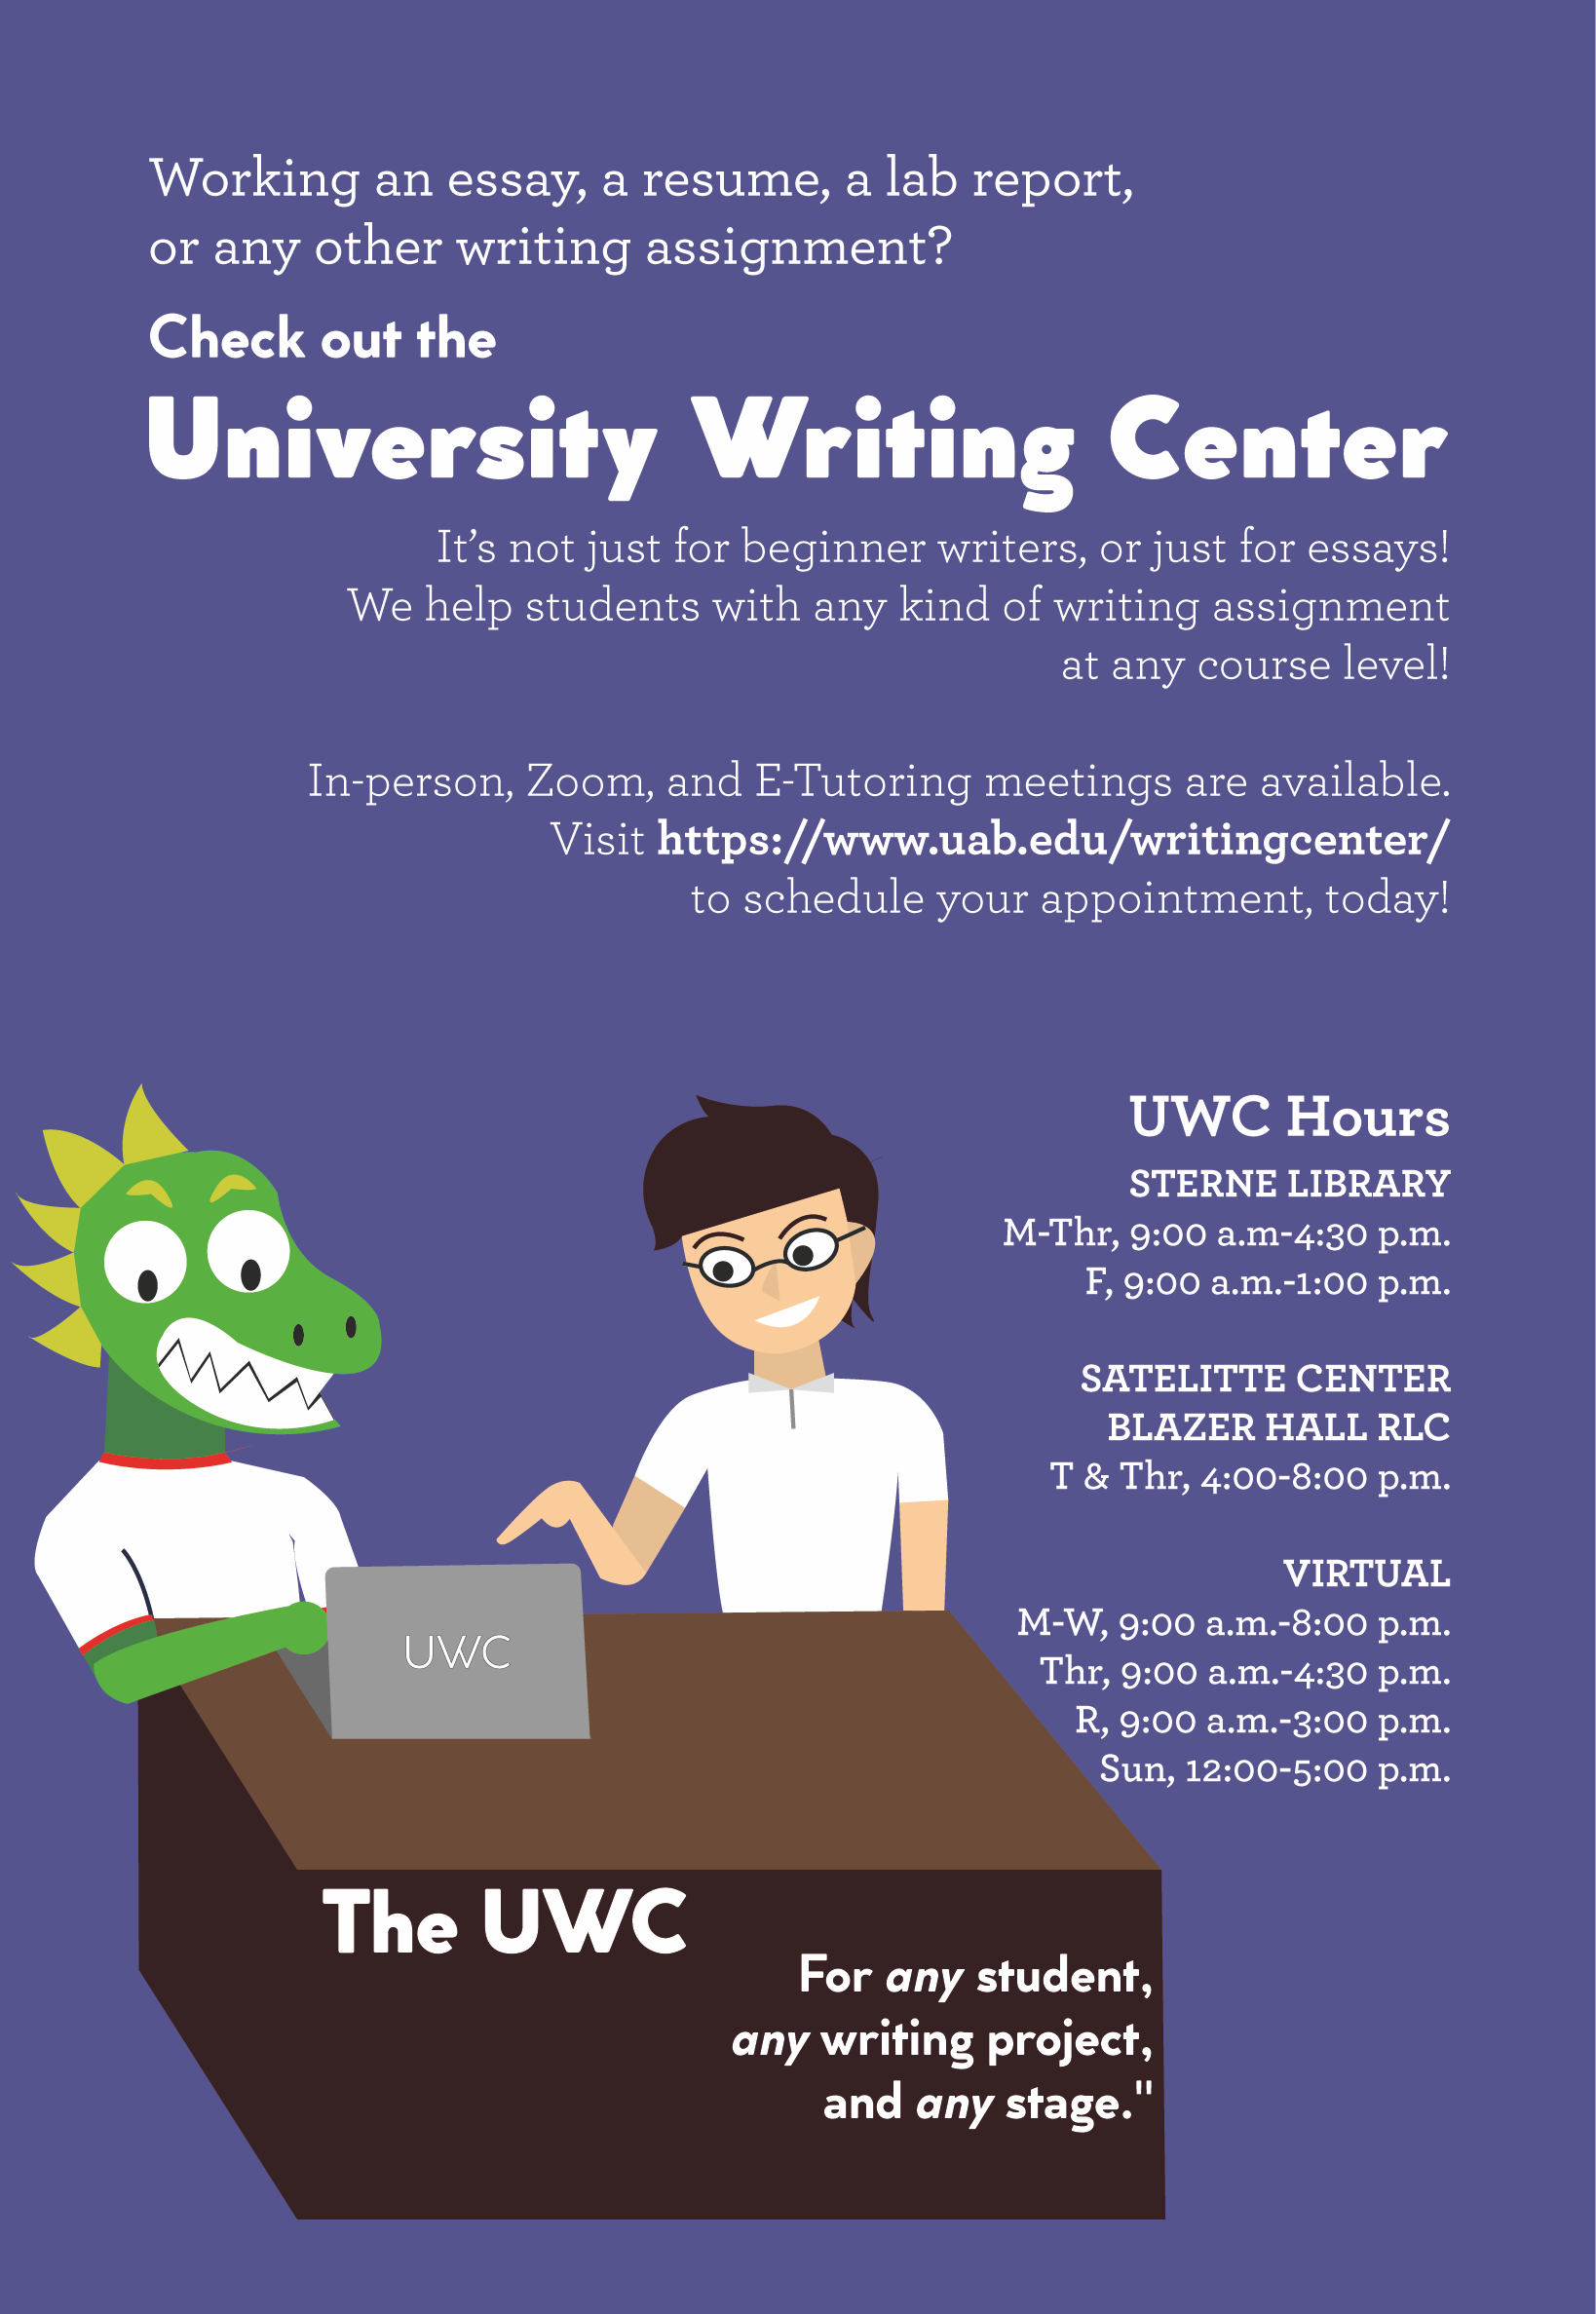 Working an essay, a resume, a lab report,
or any other writing assignment?
Check out the
University Writing Center
It's not just for beginner writers, or just for essays!
We help students with any kind of writing assignment
at any course level!
In-person, Zoom, and E-Tutoring meetings are available.
Visit https://www.uab.edu/writingcenter/
to schedule your appointment, today!
UWC Hours
STERNE LIBRARY
M-Thr, 9:00 a.m-4:30 p.m.
F, 9:00 a.m.-1:00 p.m.
SATELITTE CENTER
BLAZER HALL RLC
T & Thr, 4:00-8:00 p.m.
VIRTUAL
M-W, 9:00 a.m.-8:00 p.m.
Thr, 9:00 a.m.-4:30 p.m.
R, 9:00 a.m.-3:00 p.m.
Sun, 12:00-5:00 p.m.
UWC
The UWC
For any student,
any writing project,
and any stage."